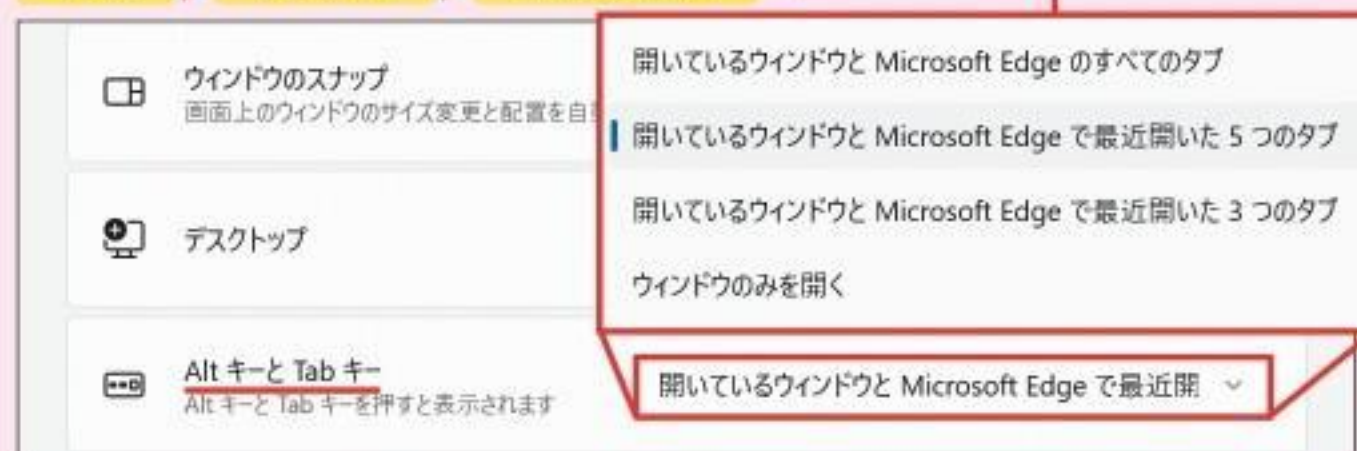 ウィンドウのスナップ
画面上のウィンドウのサイズ変更と配置を自
デスクトップ
Alt キーと Tab キー
Alt キーと Tab キーを押すと表示されます
開いているウィンドウと Microsoft Edge のすべてのタブ
開いているウィンドウと Microsoft Edge で最近開いた 5 つのタブ
開いているウィンドウと Microsoft Edge で最近開いた 3 つのタブ
ウィンドウのみを開く
開いているウィンドウと Microsoft Edge で最近開